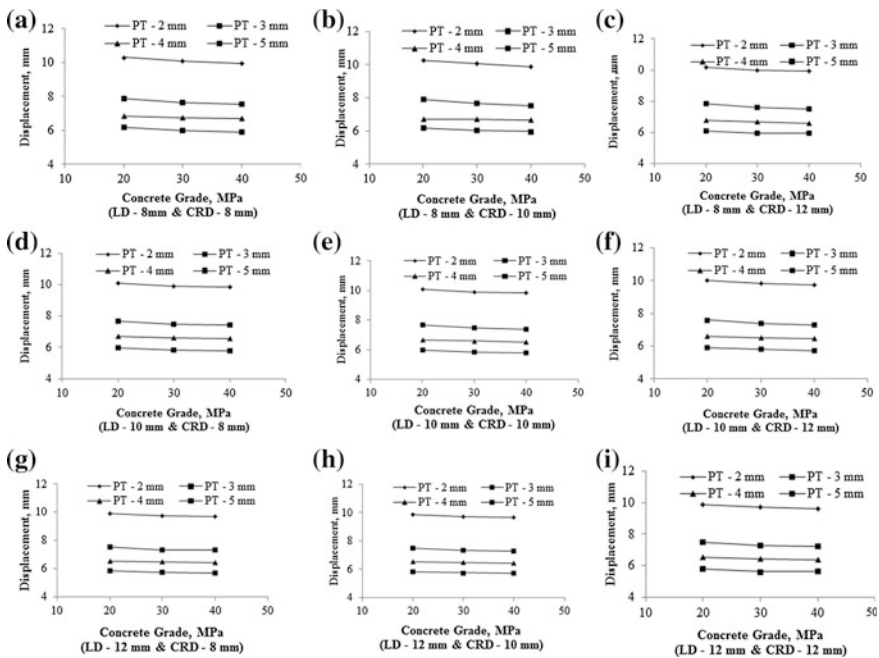 (a)
PT - 2 mm PT - 3 mm
PT - 4 mm PT - 5 mm
Displacement, mm
12
10
8
6
4
10 20 30 40 50
Concrete Grade, MPa
(LD - 8mm & CRD - 8 mm)
(b)
PT - 2 mm PT - 3 mm
PT - 4 mm PT - 5 mm
Displacement, mm
12
10
8
6
4
10 20 30 40 50
Concrete Grade, MPa
(LD - 8 mm & CRD - 10 mm)
(c)
PT - 2 mm PT - 3 mm
PT - 4 mm PT - 5 mm
Displacement,
0
8
6
4
10 20 30 40 50
Concrete Grade, MPa
(LD - 8 mm & CRD - 12 mm)
(d)
PT - 2 mm PT - 3 mm
PT - 4 mm PT - 5 mm
Displacement, mm
12
10
8
6
4
10 20 30 40 50
Concrete Grade, MPa
(LD - 10 mm & CRD - 8 mm)
(e)
PT - 2 mm PT - 3 mm
PT - 4 mm PT - 5 mm
Displacement, mm
12
10
8
6
4
10 20 30 40 50
Concrete Grade, MPa
(LD - 10 mm & CRD - 10 mm)
(f)
PT - 2 mm PT - 3 mm
PT - 4 mm PT - 5 mm
Displacement, mm
12
10
8
6
4
10 20 30 40 50
Concrete Grade, MPa
(LD - 10 mm & CRD - 12 mm)
(g)
PT - 2 mm PT - 3 mm
PT - 4 mm PT - 5 mm
Displacement, mm
12
10
8
6
4
10 20 30 40 50
Concrete Grade, MPa
(LD - 12 mm & CRD - 8 mm)
(h)
PT - 2 mm PT - 3 mm
PT - 4 mm PT - 5 mm
Displacement, mm
12
10
8
6
4
10 20 30 40 50
Concrete Grade, MPa
(LD - 12 mm & CRD - 10 mm)
(i)
PT - 2 mm PT - 3 mm
PT - 4 mm PT - 5 mm
Displacement, mm
12
10
8
6
4
10 20 30 40 50
Concrete Grade, MPa
(LD - 12 mm & CRD - 12 mm)